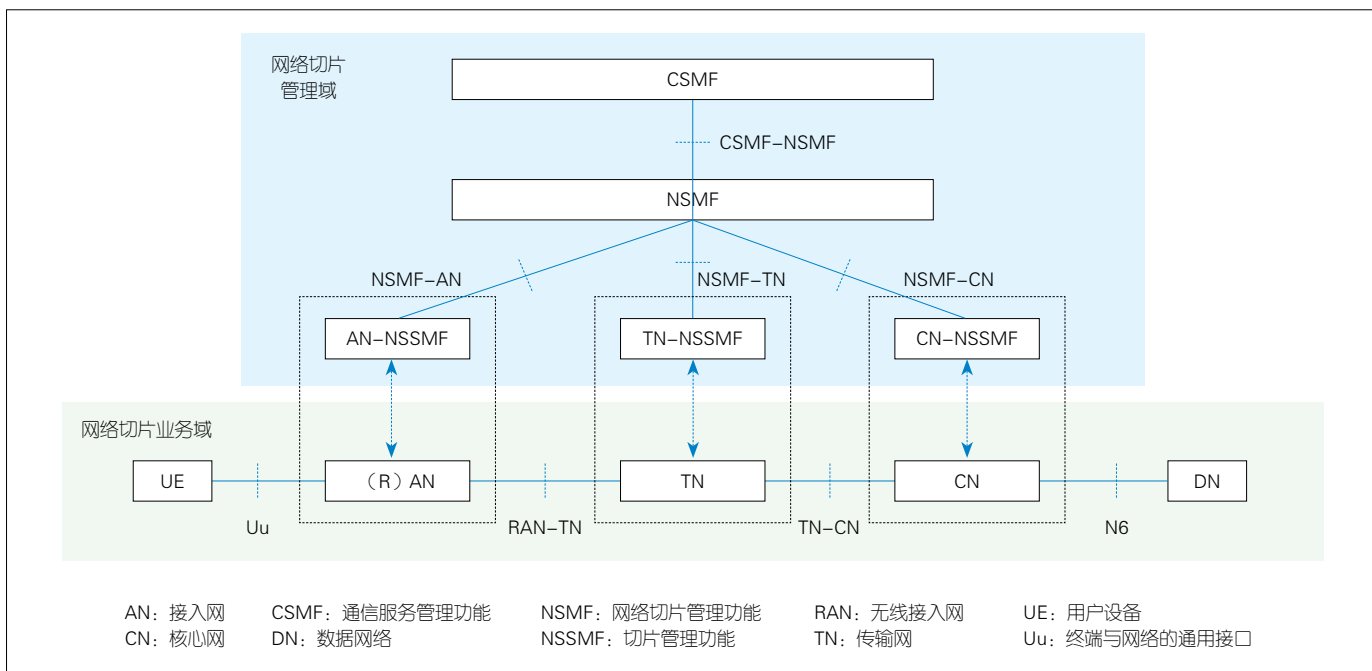 网络切片
管理域
CSMF
CSMF-NSMF
NSMF
NSMF-AN
NSMF-TN
NSMF-CN
AN-NSSMF
TN-NSSMF
CN-NSSMF
网络切片业务域
UE
（R）AN
TN
CN
DN
Uu
RAN-TN
TN-CN
N6
AN：接入网 CSMF：通信服务管理功能 NSMF：网络切片管理功能 RAN：无线接入网 UE：用户设备
CN：核心网 DN：数据网络 NSSMF：切片管理功能 TN：传输网 Uu：终端与网络的通用接口